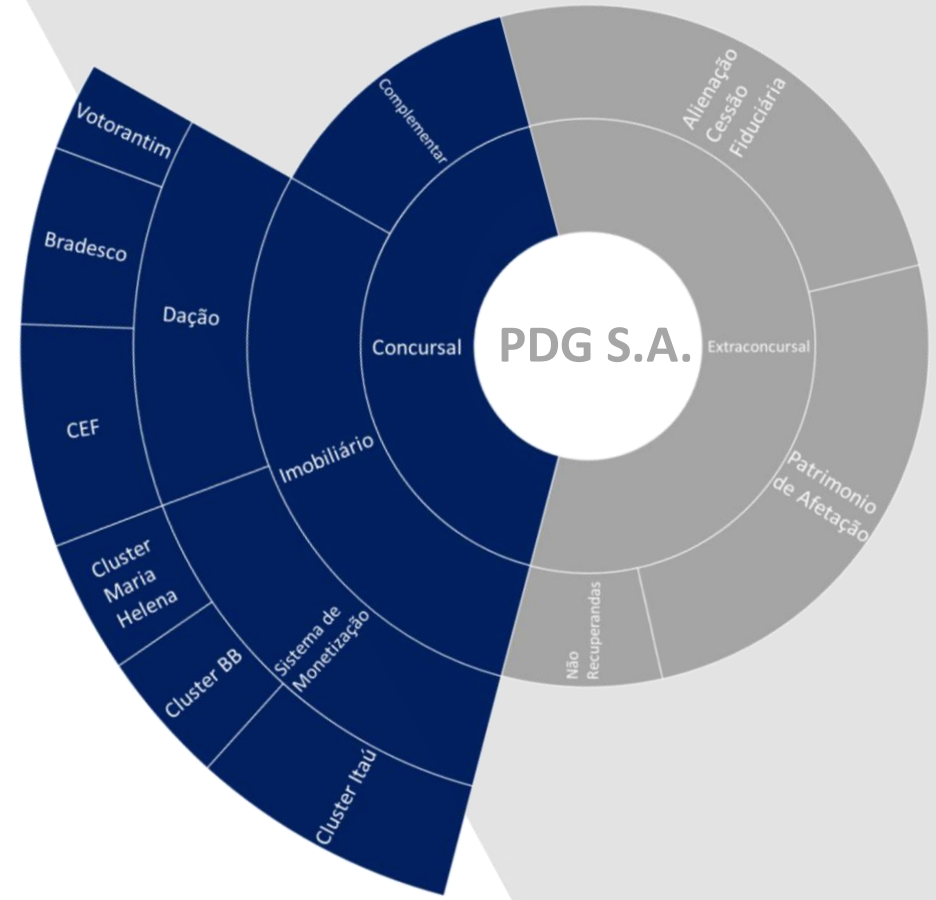 PDG S.A.
Concursal
Extraconcursal
Complementar
Imobiliário
Dação
Sistema de
Monetização
Votorantim
Bradesco
CEF
Cluster
Maria
Helena
Cluster BB
Cluster Itaú
Alienação
Cessão
Fiduciária
Patrimonio
de Afetação
Não
Recuperandas